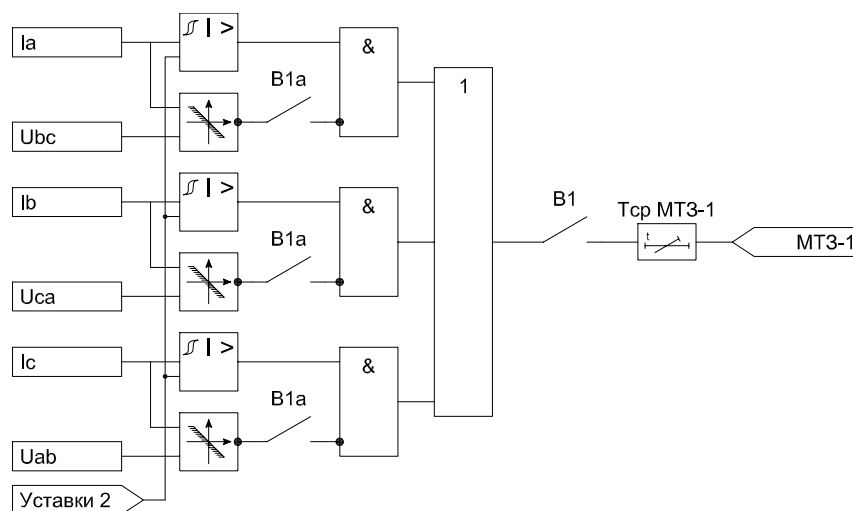 Ia
I >
&
B1a
1
Ubc
Ib
I >
&
B1
Тср МТЗ-1
B1a
t
МТЗ-1
Uca
Ic
I >
&
B1a
Uab
Уставки 2